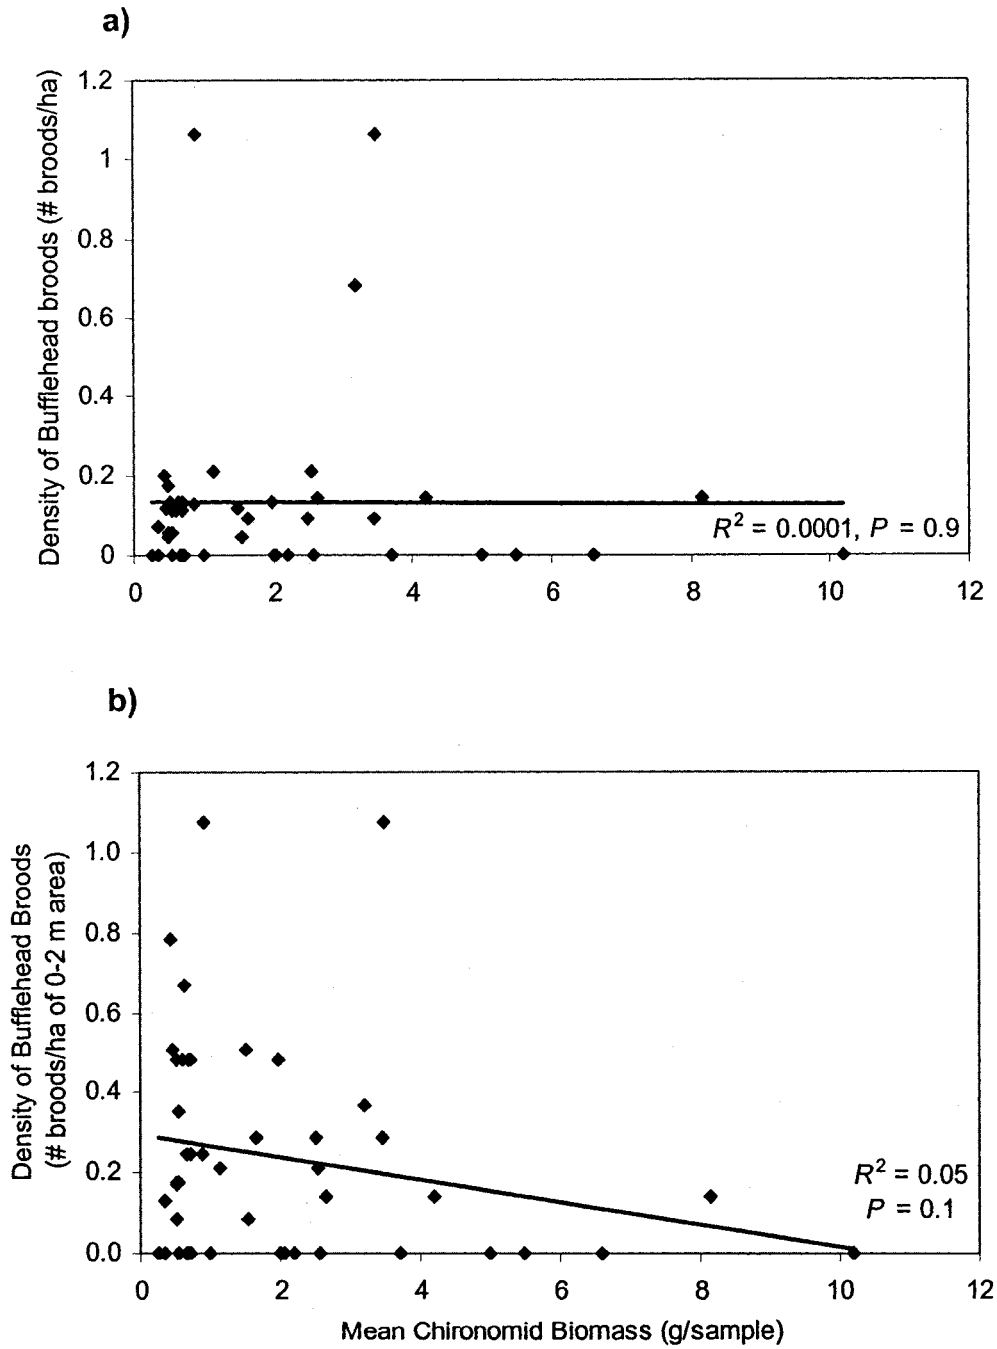 a)
Density of Bufflehead broods (# broods/ha)
1.2
1
0.8
0.6
0.4
0.2
0
R² = 0.0001, P = 0.9
0 2 4 6 8 10 12
b)
Density of Bufflehead Broods
(# broods/ha of 0-2 m area)
1.2
1.0
0.8
0.6
0.4
0.2
0.0
R² = 0.05
P = 0.1
0 2 4 6 8 10 12
Mean Chironomid Biomass (g/sample)